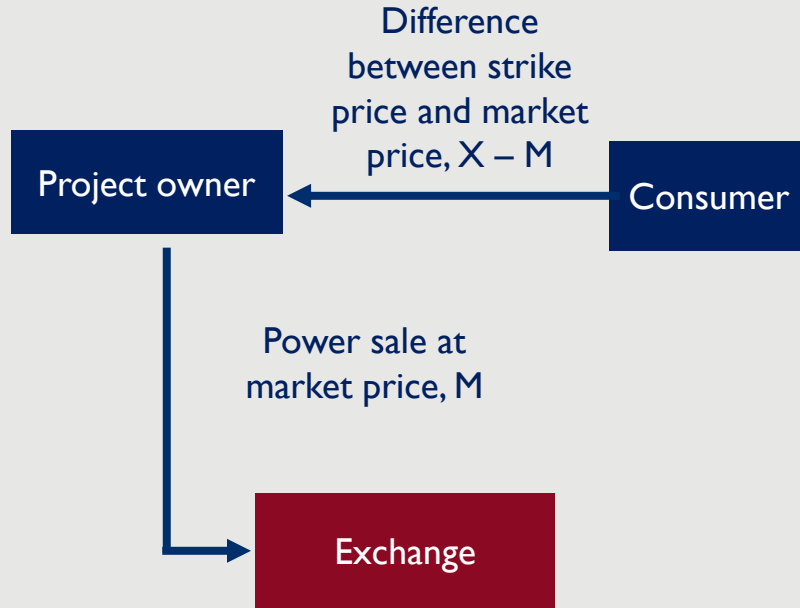 Difference
between strike
price and market
price, X – M
Project owner
Consumer
Power sale at
market price, M
Exchange